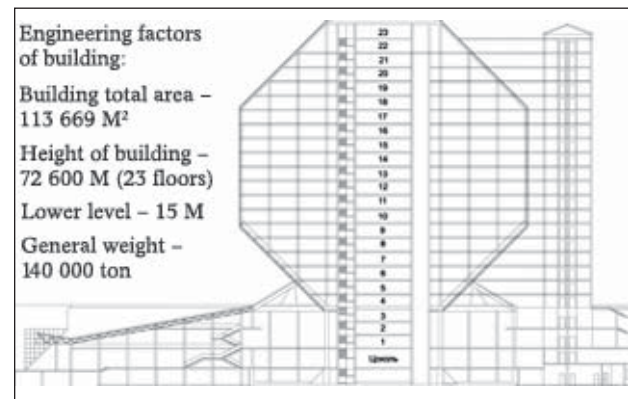 Engineering factors
of building:
Building total area –
113 669 M²
Height of building –
72 600 M (23 floors)
Lower level – 15 M
General weight –
140 000 ton
23
22
21
20
19
18
17
16
15
14
13
12
11
10
9
8
7
6
5
4
3
2
1
Цоколь